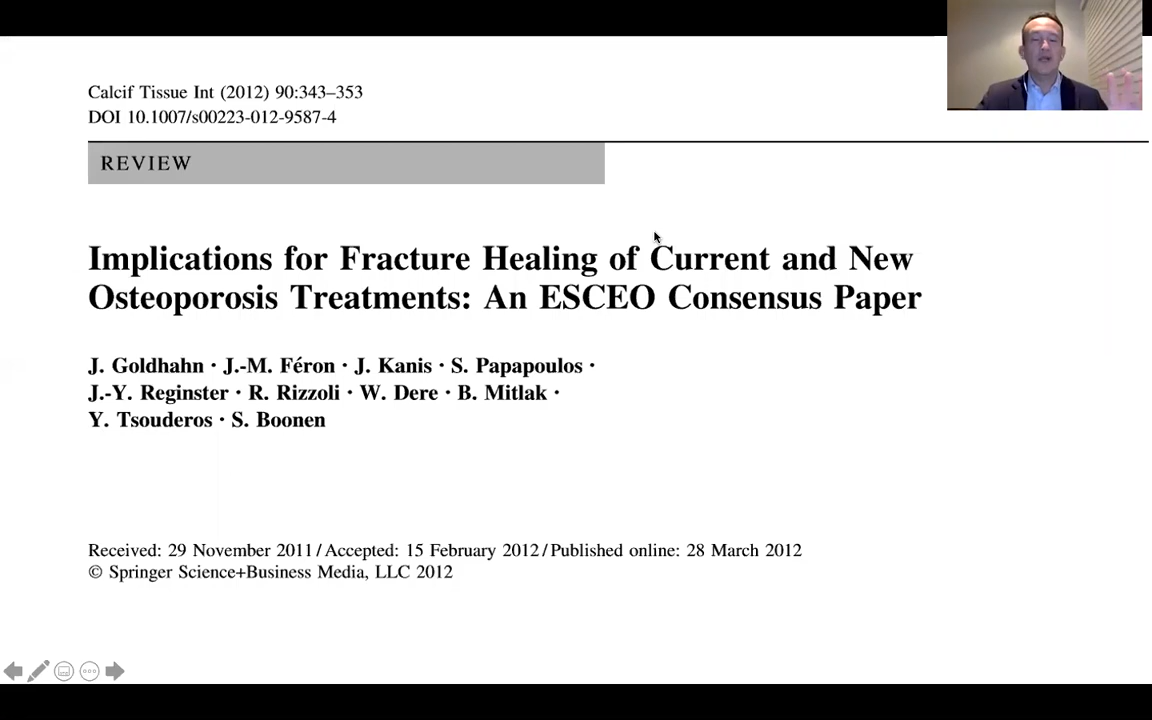 Calcif Tissue Int (2012) 90:343–353
DOI 10.1007/s00223-012-9587-4
REVIEW
Implications for Fracture Healing of Current and New
Osteoporosis Treatments: An ESCEO Consensus Paper
J. Goldhahn · J.-M. Féron · J. Kanis · S. Papapoulos ·
J.-Y. Reginster · R. Rizzoli · W. Dere · B. Mitlak ·
Y. Tsouderos · S. Boonen
Received: 29 November 2011 / Accepted: 15 February 2012 / Published online: 28 March 2012
© Springer Science+Business Media, LLC 2012